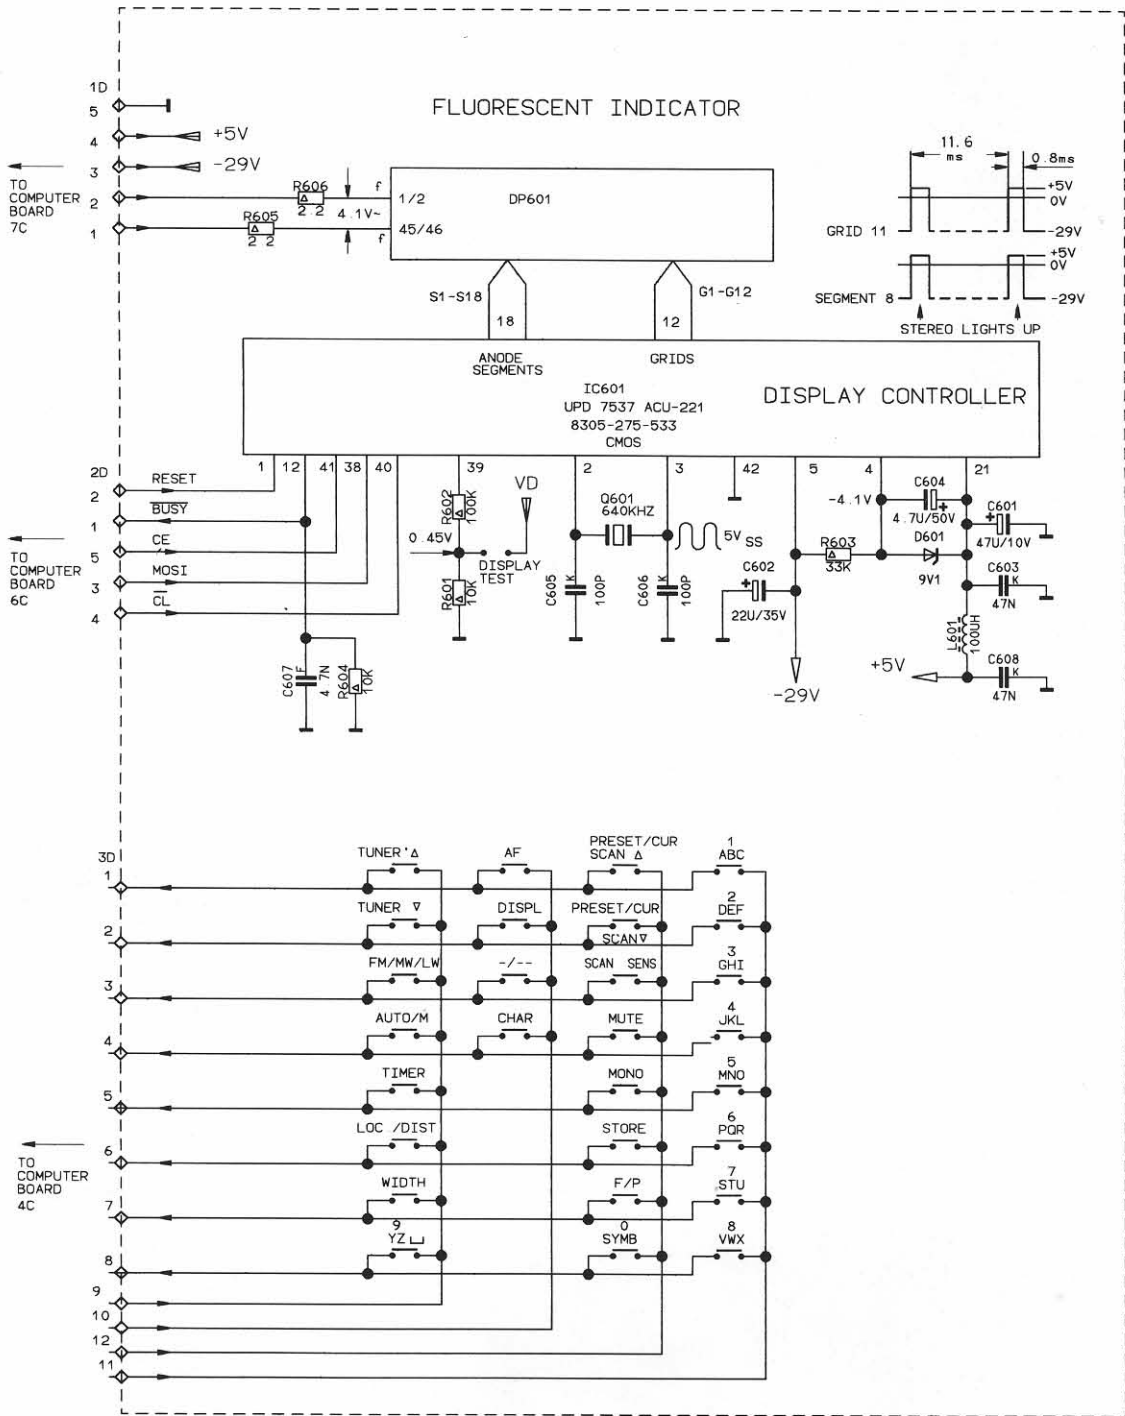 1D
5
4
+5V
3
-29V
TO
COMPUTER
BOARD
7C
2
1
FLUORESCENT INDICATOR
R606
2.2
R605
2 2
4.1V~
f
f
1/2
45/46
DP601
11.6
ms
0.8ms
+5V
0V
GRID 11
-29V
+5V
0V
SEGMENT 8
-29V
STEREO LIGHTS UP
S1-S18
18
G1-G12
12
ANODE
SEGMENTS
GRIDS
IC601
UPD 7537 ACU-221
8305-275-533
CMOS
DISPLAY CONTROLLER
1
12
41
38
40
39
2
3
42
5
4
21
2D
2
RESET
1
BUSY
5
CE
3
MOSI
4
CL
TO
COMPUTER
BOARD
6C
R602
100K
VD
0.45V
DISPLAY
TEST
R601
10K
Q601
640KHZ
5V SS
C605
K
100P
C606
K
100P
C602
+
22U/35V
-4.1V
C604
+
4.7U/50V
C601
+
47U/10V
R603
33K
D601
9V1
C603
K
47N
L601
100UH
+5V
C608
K
47N
-29V
C607
F
4.7N
R604
10K
3D
1
TUNER Δ
AF
PRESET/CUR
SCAN Δ
1
ABC
2
TUNER ∇
DISPL
PRESET/CUR
SCAN∇
2
DEF
3
FM/MW/LW
-/--
SCAN SENS
3
GHI
4
AUTO/M
CHAR
MUTE
4
JKL
5
TIMER
MONO
5
MNO
6
LOC /DIST
STORE
6
PQR
TO
COMPUTER
BOARD
4C
7
WIDTH
F/P
7
STU
8
9
YZ ⌴
0
SYMB
8
VWX
9
10
12
11